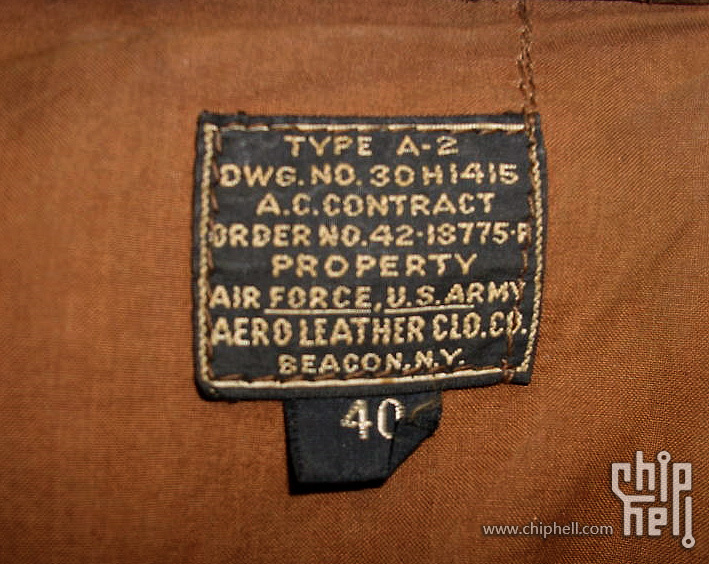 TYPE A-2
DWG. NO. 30H1415
A.C. CONTRACT
ORDER NO. 42-18775-P
PROPERTY
AIR FORCE, U.S. ARMY
AERO LEATHER CLO. CO.
BEACON, N.Y.
40
chip
hell
www.chiphell.com